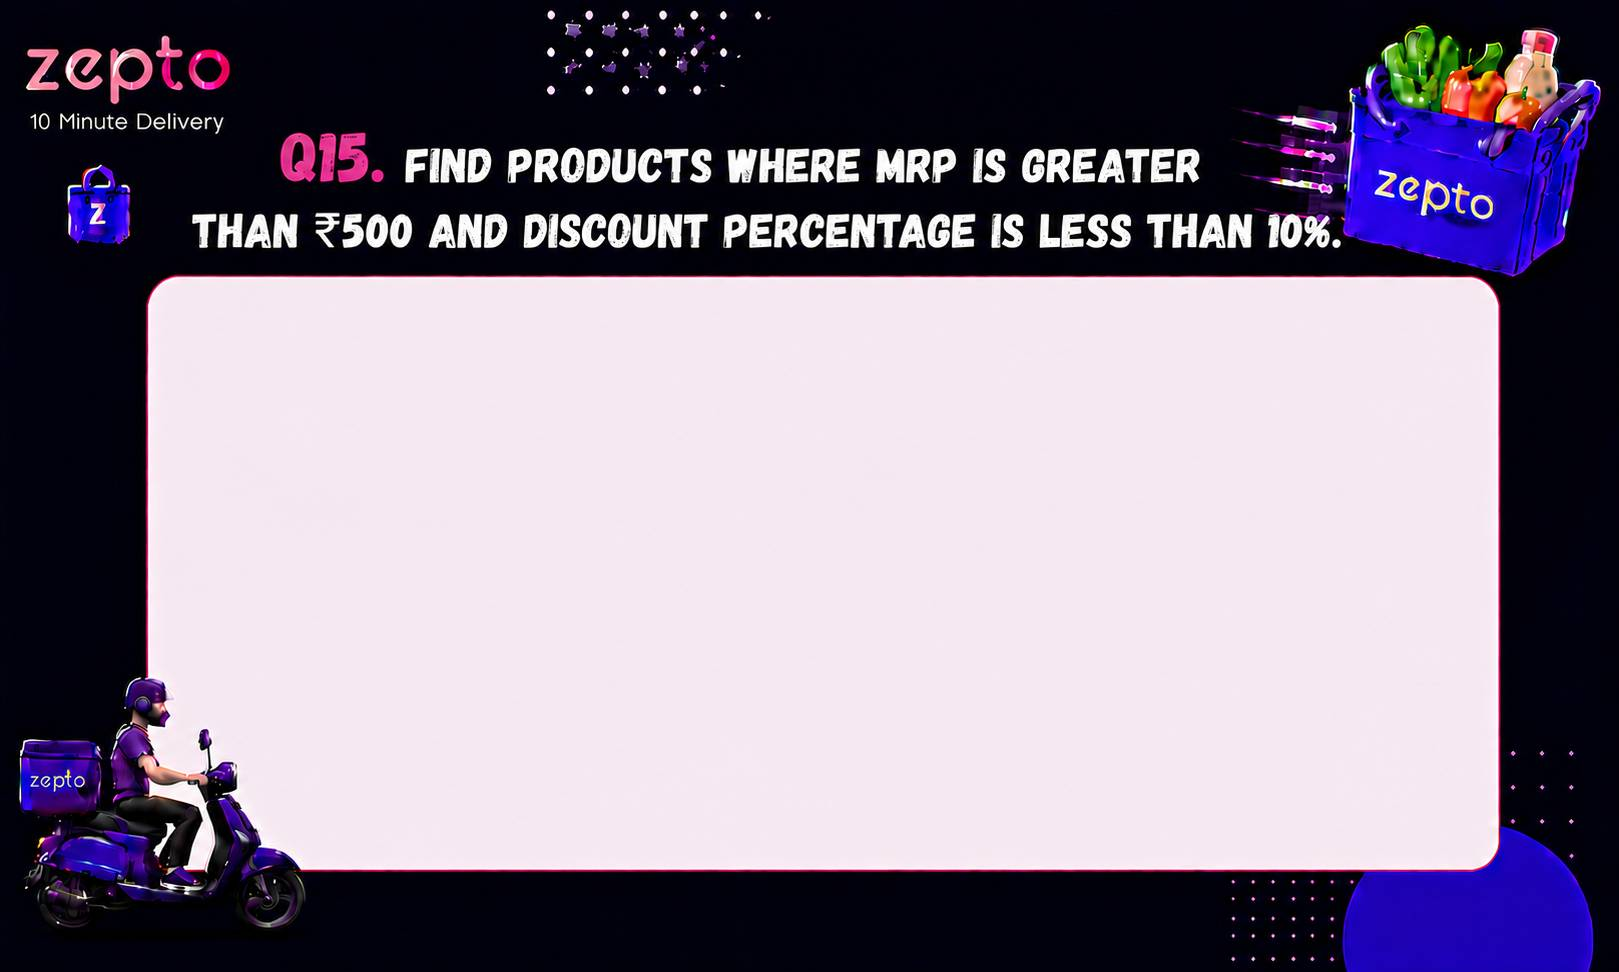 zepto
10 Minute Delivery
Z
Q15. FIND PRODUCTS WHERE MRP IS GREATER
THAN ₹500 AND DISCOUNT PERCENTAGE IS LESS THAN 10%.
zepto
zepto